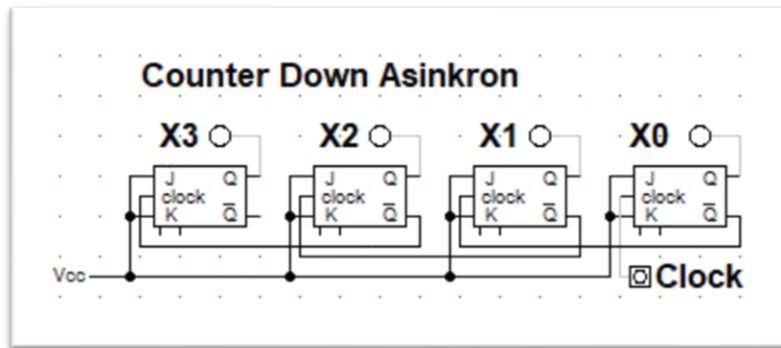 Counter Down Asinkron
X3 X2 X1 X0
J Q J Q J Q J Q
clock clock clock clock
K Q̅ K Q̅ K Q̅ K Q̅
Vcc Clock